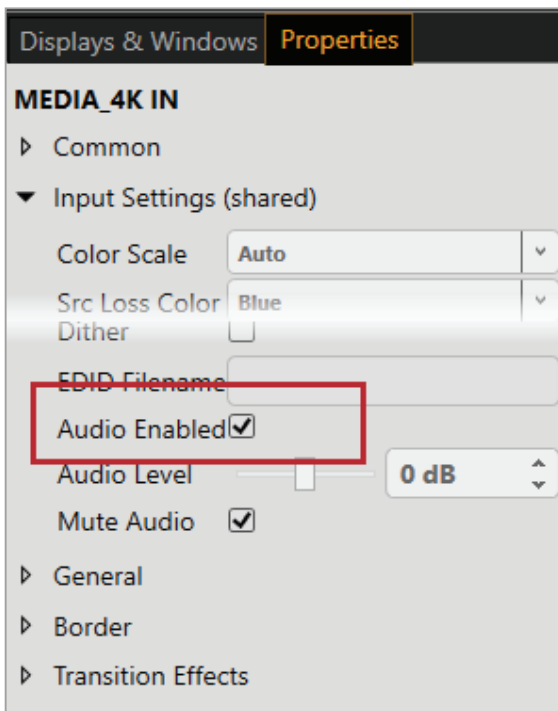 Displays & Windows Properties
MEDIA_4K IN
Common
Input Settings (shared)
Color Scale Auto
Src Loss Color Blue
Dither
EDID Filename
Audio Enabled
Audio Level 0 dB
Mute Audio
General
Border
Transition Effects